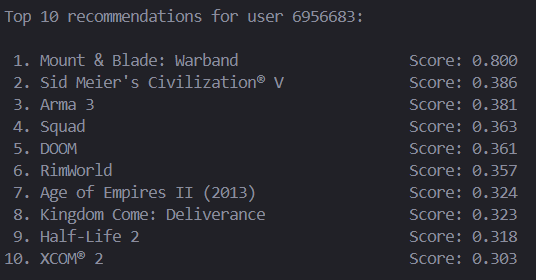 Top 10 recommendations for user 6956683:
1. Mount & Blade: Warband Score: 0.800
2. Sid Meier's Civilization® V Score: 0.386
3. Arma 3 Score: 0.381
4. Squad Score: 0.363
5. DOOM Score: 0.361
6. RimWorld Score: 0.357
7. Age of Empires II (2013) Score: 0.324
8. Kingdom Come: Deliverance Score: 0.323
9. Half-Life 2 Score: 0.318
10. XCOM® 2 Score: 0.303